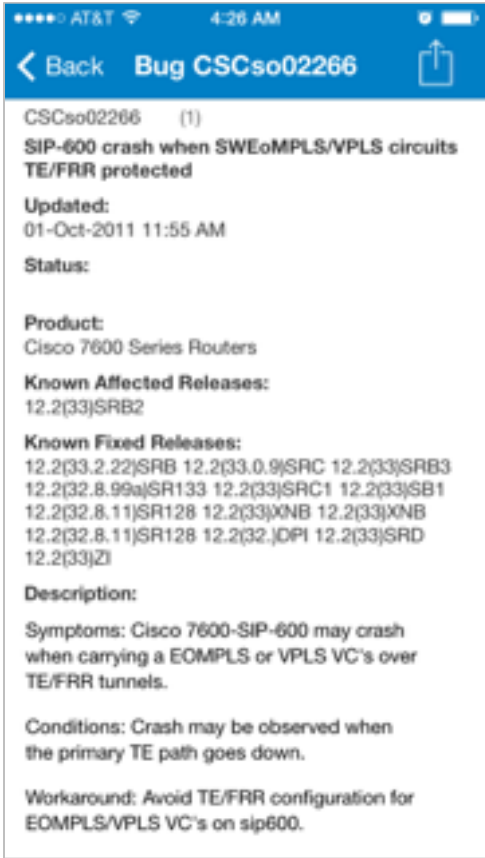 AT&T 4:26 AM
Back Bug CSCso02266
CSCso02266 (1)
SIP-600 crash when SWEoMPLS/VPLS circuits
TE/FRR protected
Updated:
01-Oct-2011 11:55 AM
Status:
Product:
Cisco 7600 Series Routers
Known Affected Releases:
12.2(33)SRB2
Known Fixed Releases:
12.2(33.2.22)SRB 12.2(33.0.9)SRC 12.2(33)SRB3
12.2(32.8.99a)SR133 12.2(33)SRC1 12.2(33)SB1
12.2(32.8.11)SR128 12.2(33)XNB 12.2(33)XNB
12.2(32.8.11)SR128 12.2(32.)DPI 12.2(33)SRD
12.2(33)ZI
Description:
Symptoms: Cisco 7600-SIP-600 may crash
when carrying a EOMPLS or VPLS VC's over
TE/FRR tunnels.
Conditions: Crash may be observed when
the primary TE path goes down.
Workaround: Avoid TE/FRR configuration for
EOMPLS/VPLS VC's on sip600.